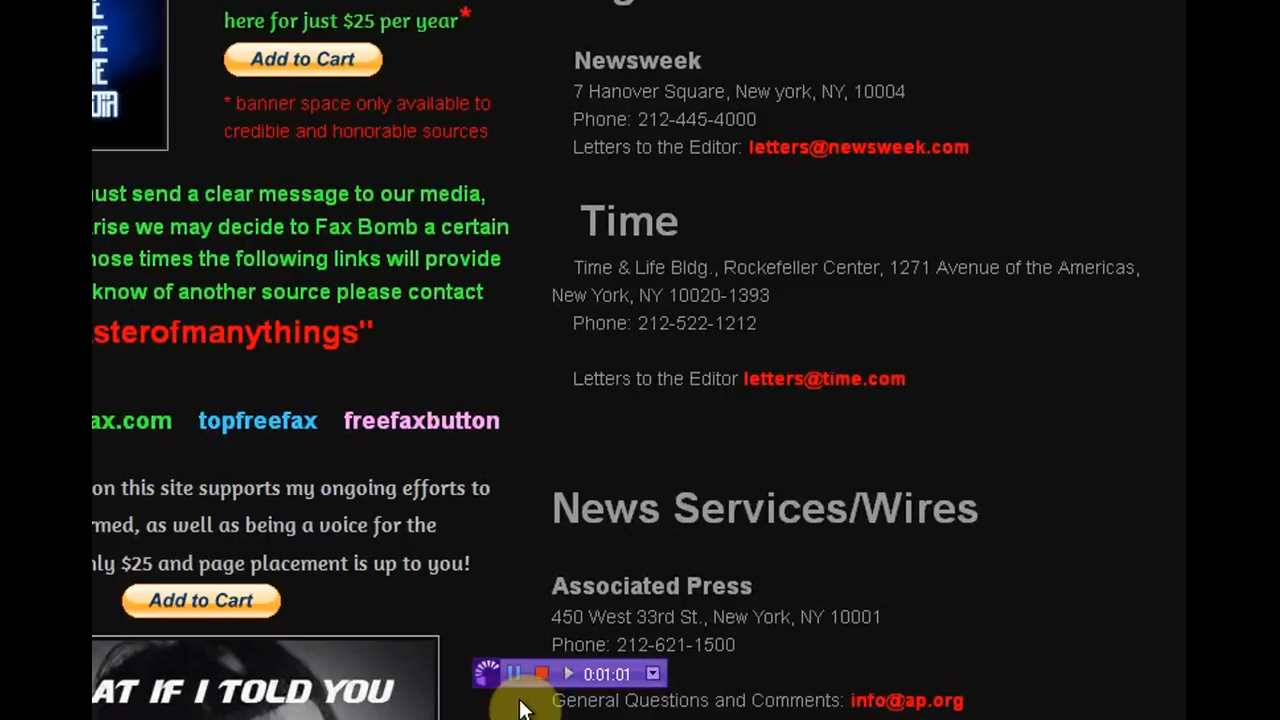 here for just $25 per year*
Add to Cart
* banner space only available to
credible and honorable sources
must send a clear message to our media,
arise we may decide to Fax Bomb a certain
those times the following links will provide
know of another source please contact
sterofmanythings"
ax.com topfreefax freefaxbutton
on this site supports my ongoing efforts to
rmed, as well as being a voice for the
nly $25 and page placement is up to you!
Add to Cart
AT IF I TOLD YOU
Newsweek
7 Hanover Square, New york, NY, 10004
Phone: 212-445-4000
Letters to the Editor: letters@newsweek.com
Time
Time & Life Bldg., Rockefeller Center, 1271 Avenue of the Americas,
New York, NY 10020-1393
Phone: 212-522-1212
Letters to the Editor letters@time.com
News Services/Wires
Associated Press
450 West 33rd St., New York, NY 10001
Phone: 212-621-1500
General Questions and Comments: info@ap.org
0:01:01